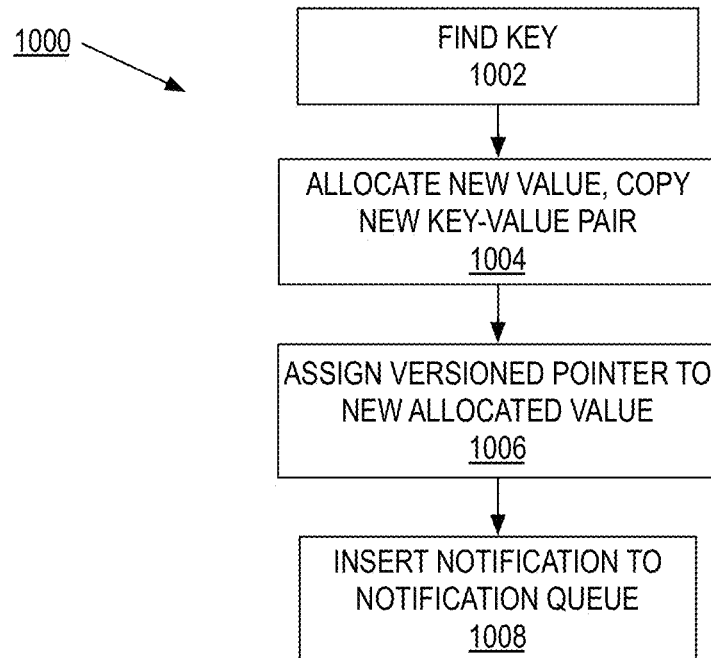 1000
FIND KEY
1002
ALLOCATE NEW VALUE, COPY
NEW KEY-VALUE PAIR
1004
ASSIGN VERSIONED POINTER TO
NEW ALLOCATED VALUE
1006
INSERT NOTIFICATION TO
NOTIFICATION QUEUE
1008